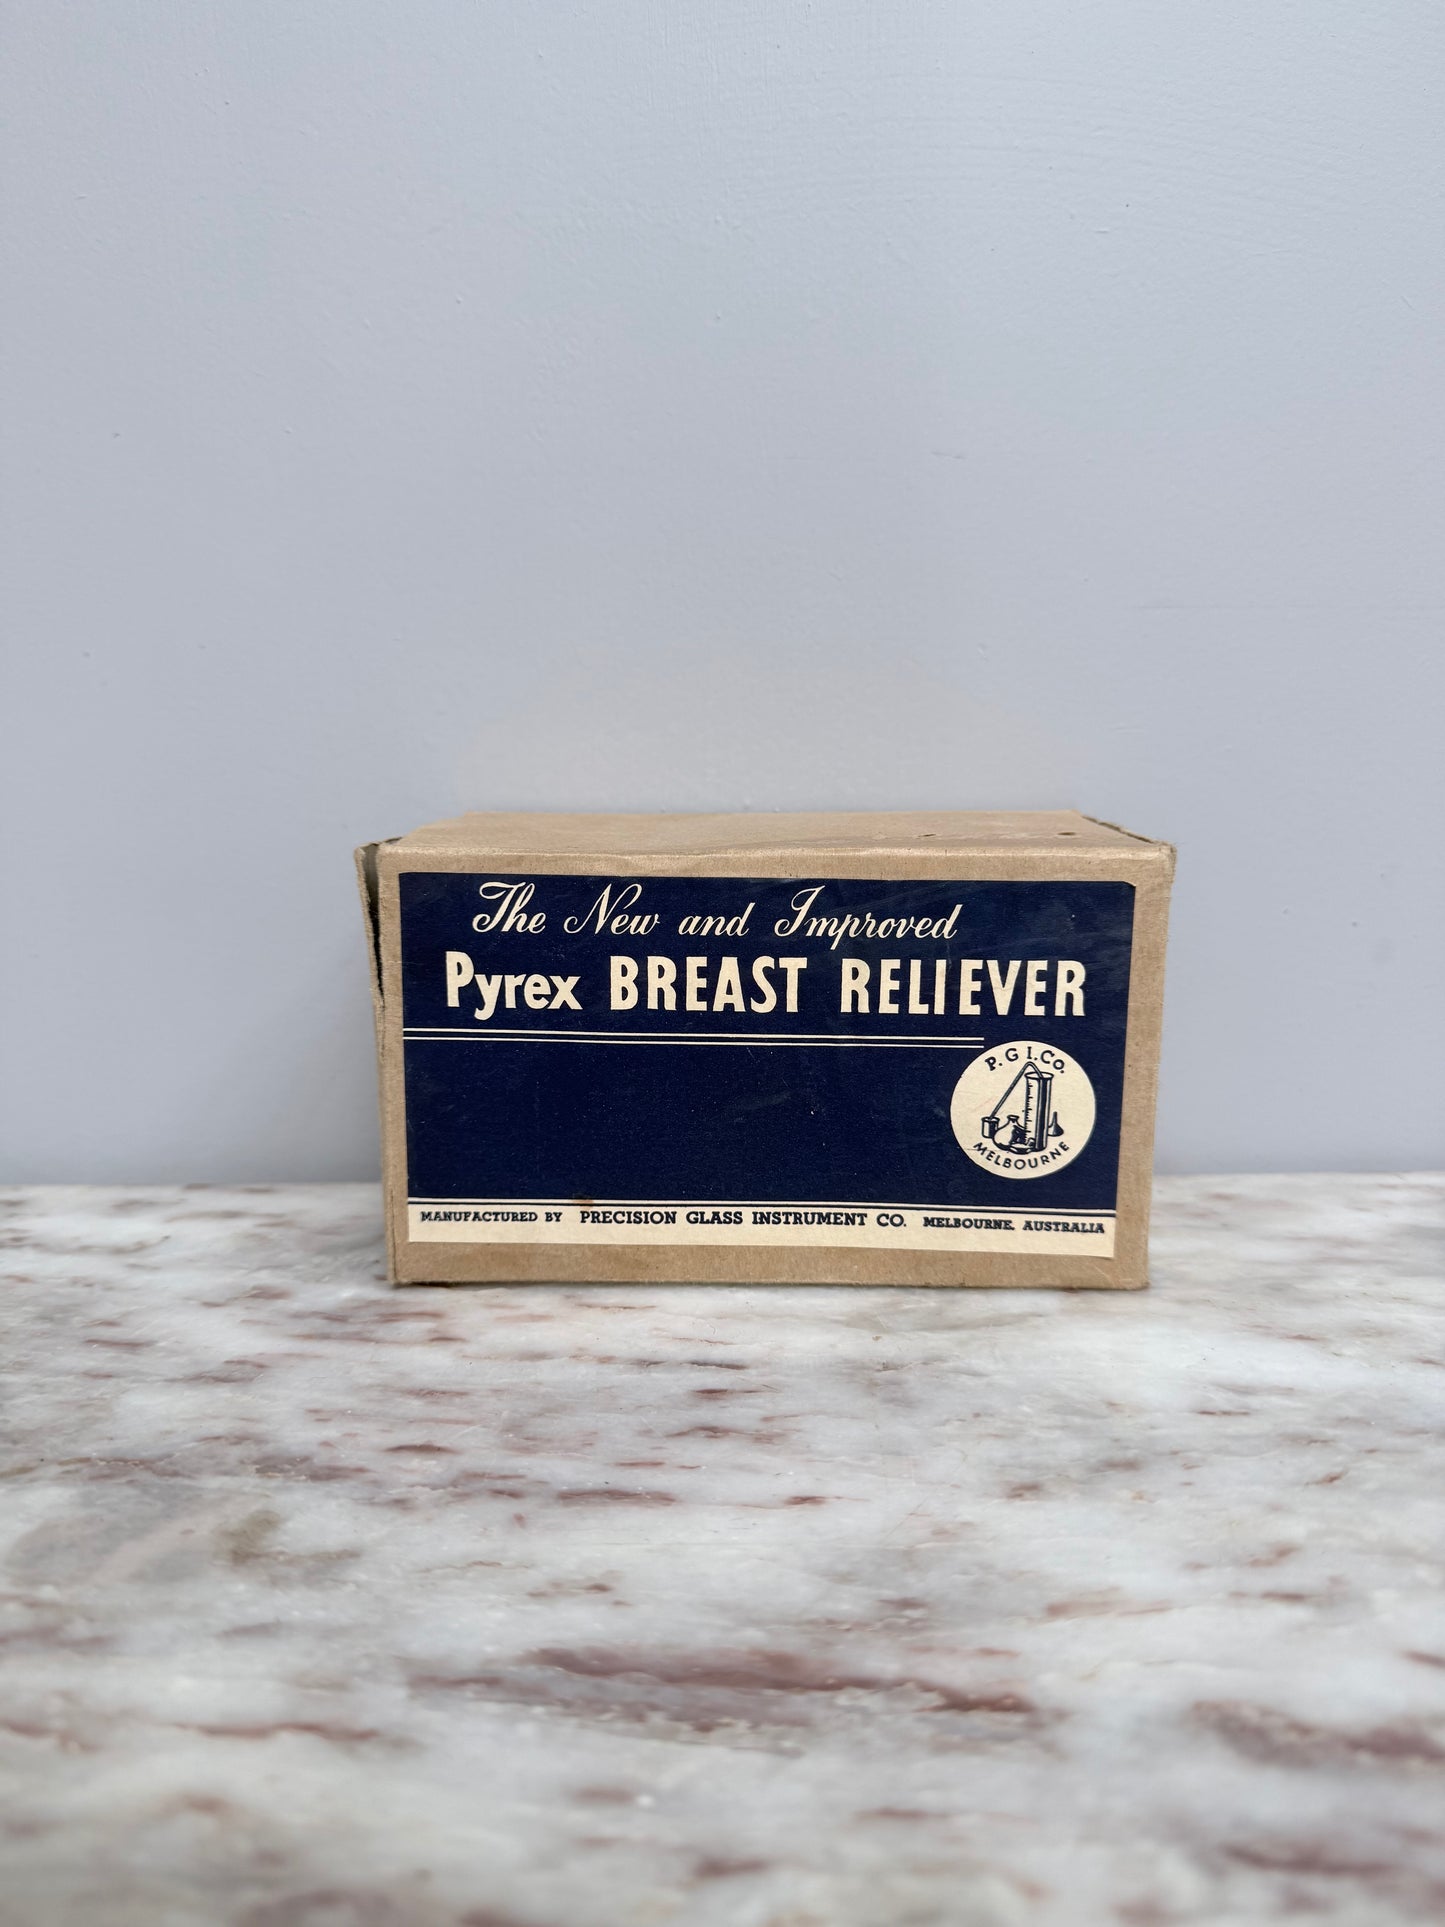 The New and Improved
Pyrex BREAST RELIEVER
P. G I. Co.
MELBOURNE
MANUFACTURED BY PRECISION GLASS INSTRUMENT CO. MELBOURNE. AUSTRALIA